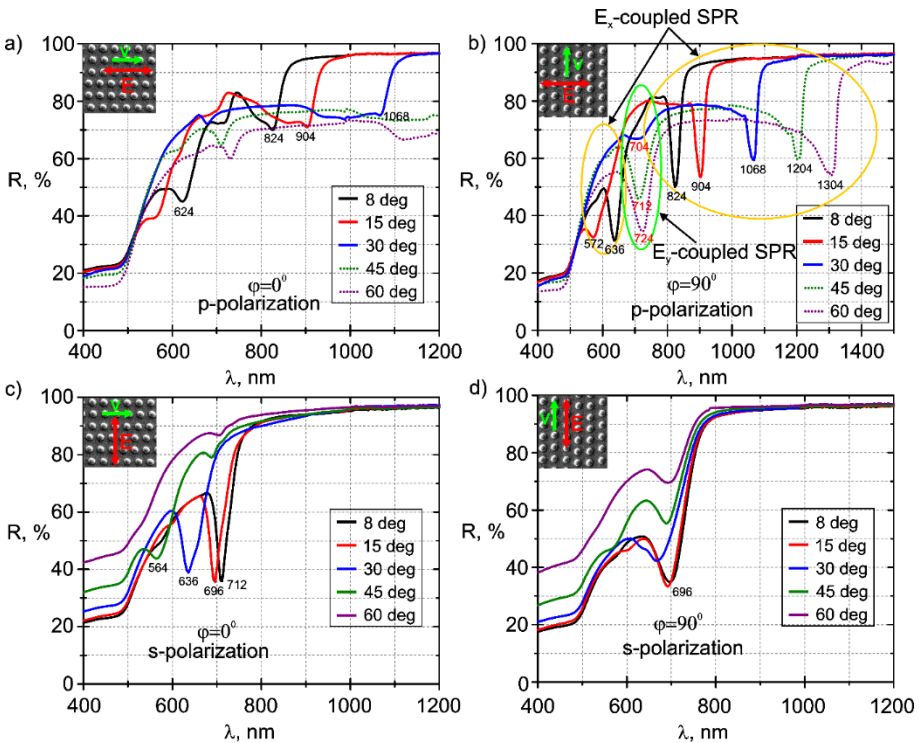 Eₓ-coupled SPR
a)
V
E
100
80
60
40
20
0
R, %
624
824
904
1068
8 deg
15 deg
30 deg
45 deg
60 deg
φ=0⁰
p-polarization
400
600
800
1000
1200
λ, nm
b)
V
E
100
80
60
40
20
0
R, %
572
636
704
712
724
824
904
1068
1204
1304
Eᵧ-coupled SPR
8 deg
15 deg
30 deg
45 deg
60 deg
φ=90⁰
p-polarization
400
600
800
1000
1200
1400
λ, nm
c)
V
E
100
80
60
40
20
0
R, %
564
636
696
712
8 deg
15 deg
30 deg
45 deg
60 deg
φ=0⁰
s-polarization
400
600
800
1000
1200
λ, nm
d)
V
E
100
80
60
40
20
0
R, %
696
8 deg
15 deg
30 deg
45 deg
60 deg
φ=90⁰
s-polarization
400
600
800
1000
1200
λ, nm